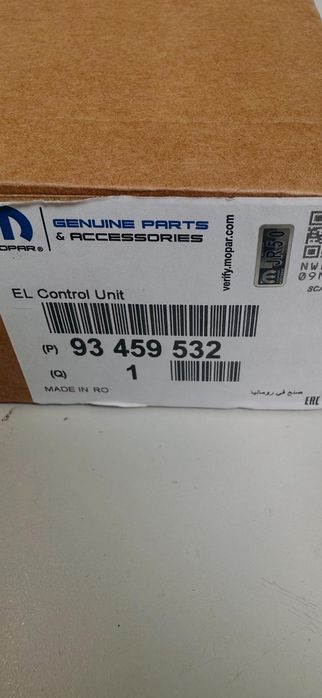 MOPAR®
GENUINE PARTS
& ACCESSORIES
verify.mopar.com
EL Control Unit
(P) 93 459 532
(Q) 1
MADE IN RO
صنع في رومانيا
EAC